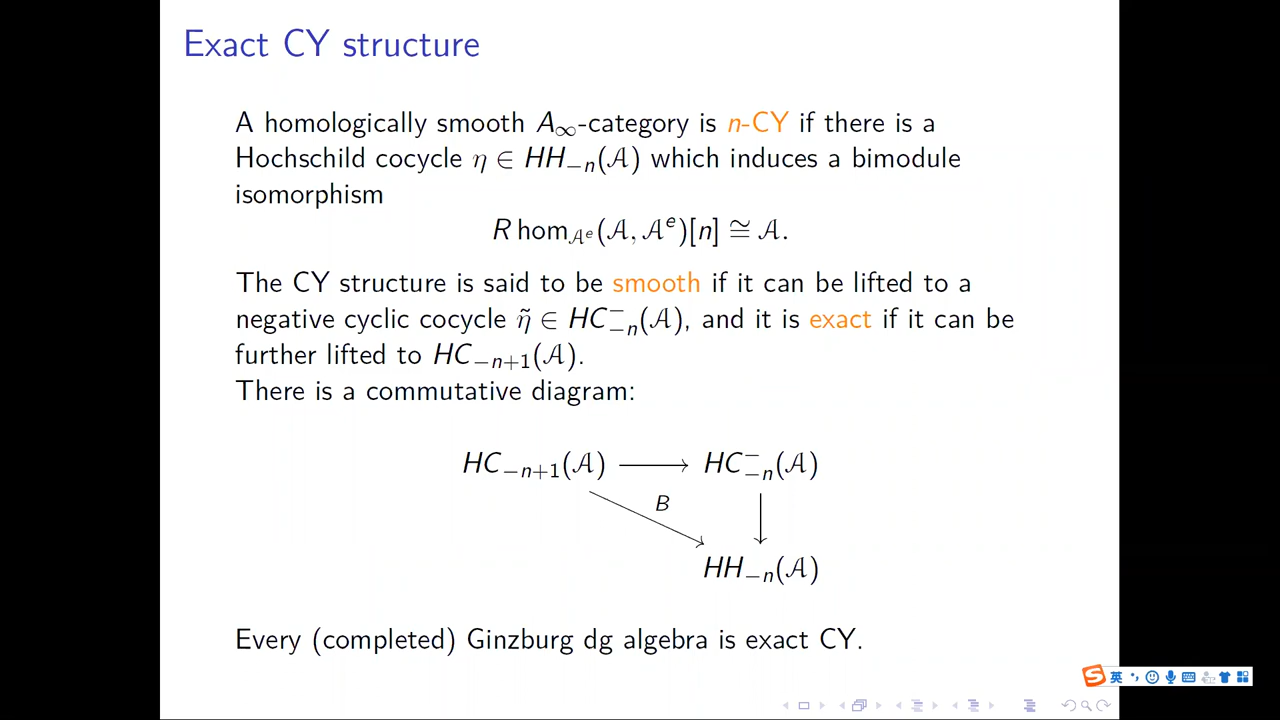 Exact CY structure
A homologically smooth A∞-category is n-CY if there is a
Hochschild cocycle η ∈ HH₋ₙ(𝒜) which induces a bimodule
isomorphism
R hom_{𝒜ᵉ}(𝒜, 𝒜ᵉ)[n] ≅ 𝒜.
The CY structure is said to be smooth if it can be lifted to a
negative cyclic cocycle η̃ ∈ HC⁻₋ₙ(𝒜), and it is exact if it can be
further lifted to HC₋ₙ₊₁(𝒜).
There is a commutative diagram:
HC₋ₙ₊₁(𝒜) ⟶ HC⁻₋ₙ(𝒜)
B
HH₋ₙ(𝒜)
Every (completed) Ginzburg dg algebra is exact CY.
S 英